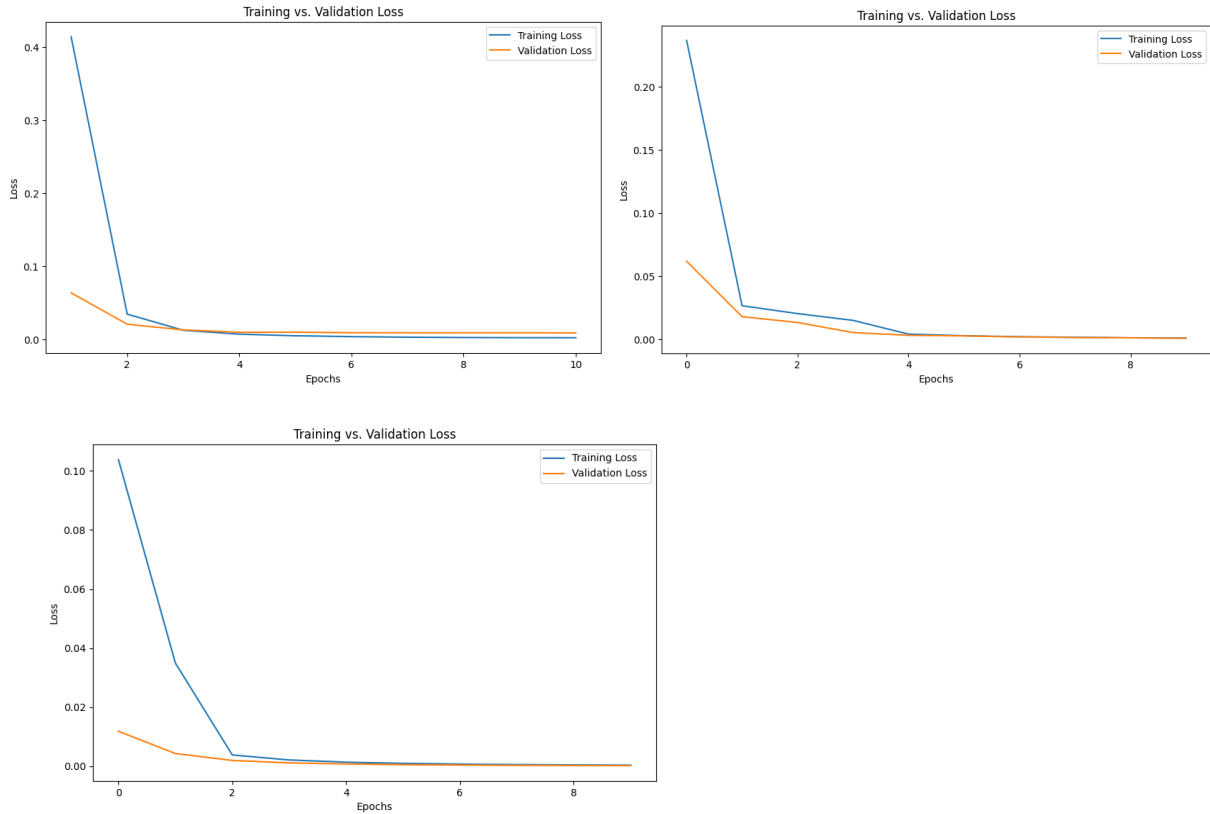 Training vs. Validation Loss
Training Loss
Validation Loss
0.4
0.3
0.2
0.1
0.0
Loss
2
4
6
8
10
Epochs
Training vs. Validation Loss
Training Loss
Validation Loss
0.20
0.15
0.10
0.05
0.00
Loss
0
2
4
6
8
Epochs
Training vs. Validation Loss
Training Loss
Validation Loss
0.10
0.08
0.06
0.04
0.02
0.00
Loss
0
2
4
6
8
Epochs